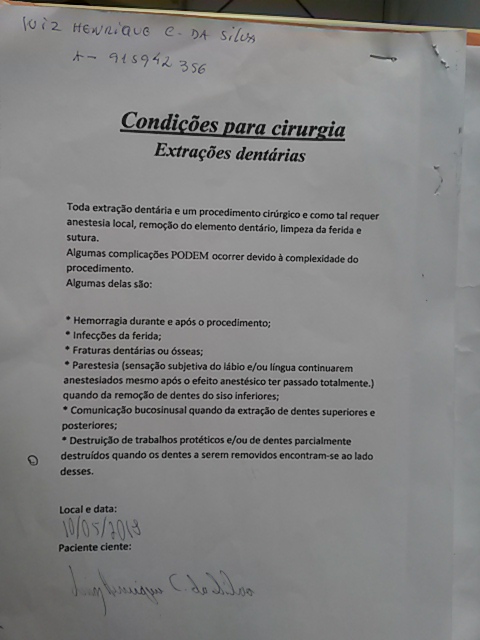 LUIZ HENRIQUE C. DA SILVA
A- 915942356
Condições para cirurgia
Extrações dentárias
Toda extração dentária e um procedimento cirúrgico e como tal requer
anestesia local, remoção do elemento dentário, limpeza da ferida e
sutura.
Algumas complicações PODEM ocorrer devido à complexidade do
procedimento.
Algumas delas são:
* Hemorragia durante e após o procedimento;
* Infecções da ferida;
* Fraturas dentárias ou ósseas;
* Parestesia (sensação subjetiva do lábio e/ou língua continuarem
anestesiados mesmo após o efeito anestésico ter passado totalmente.)
quando da remoção de dentes do siso inferiores;
* Comunicação bucosinusal quando da extração de dentes superiores e
posteriores;
* Destruição de trabalhos protéticos e/ou de dentes parcialmente
destruídos quando os dentes a serem removidos encontram-se ao lado
desses.
Local e data:
10/05/2013
Paciente ciente:
C. da Silva